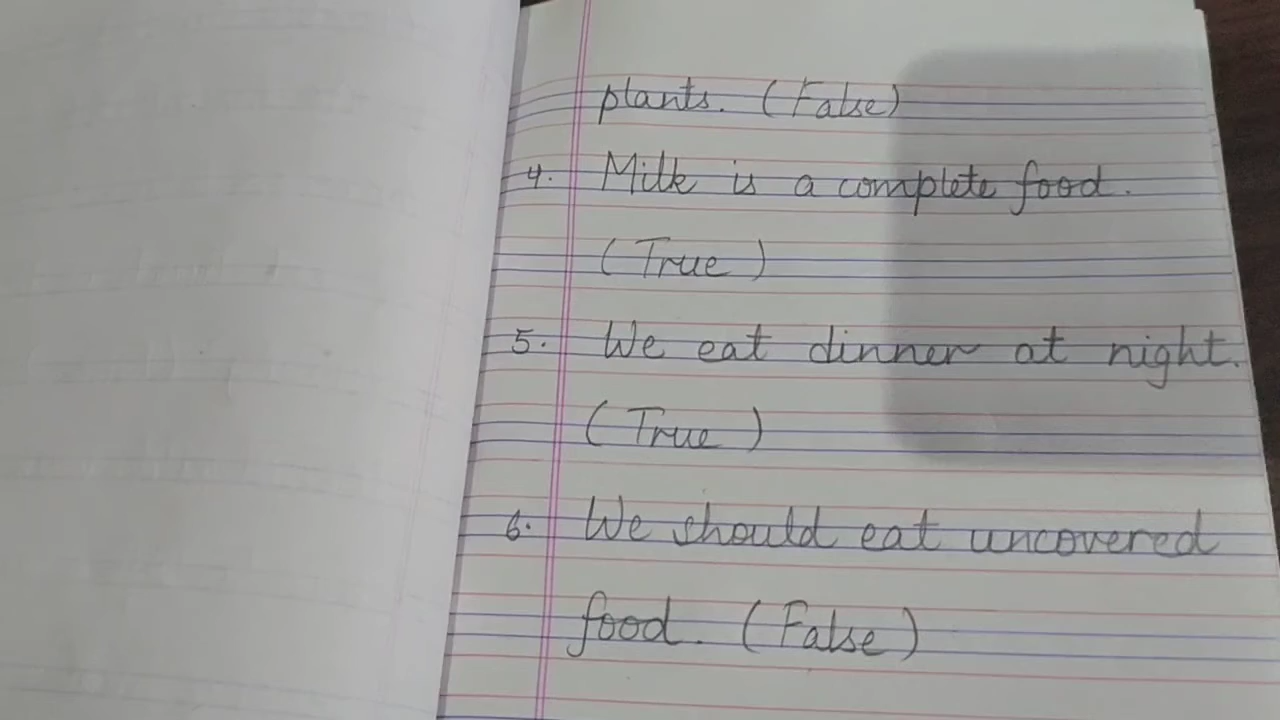 plants. (False)
4. Milk is a complete food.
(True)
5. We eat dinner at night.
(True)
6. We should eat uncovered
food. (False)